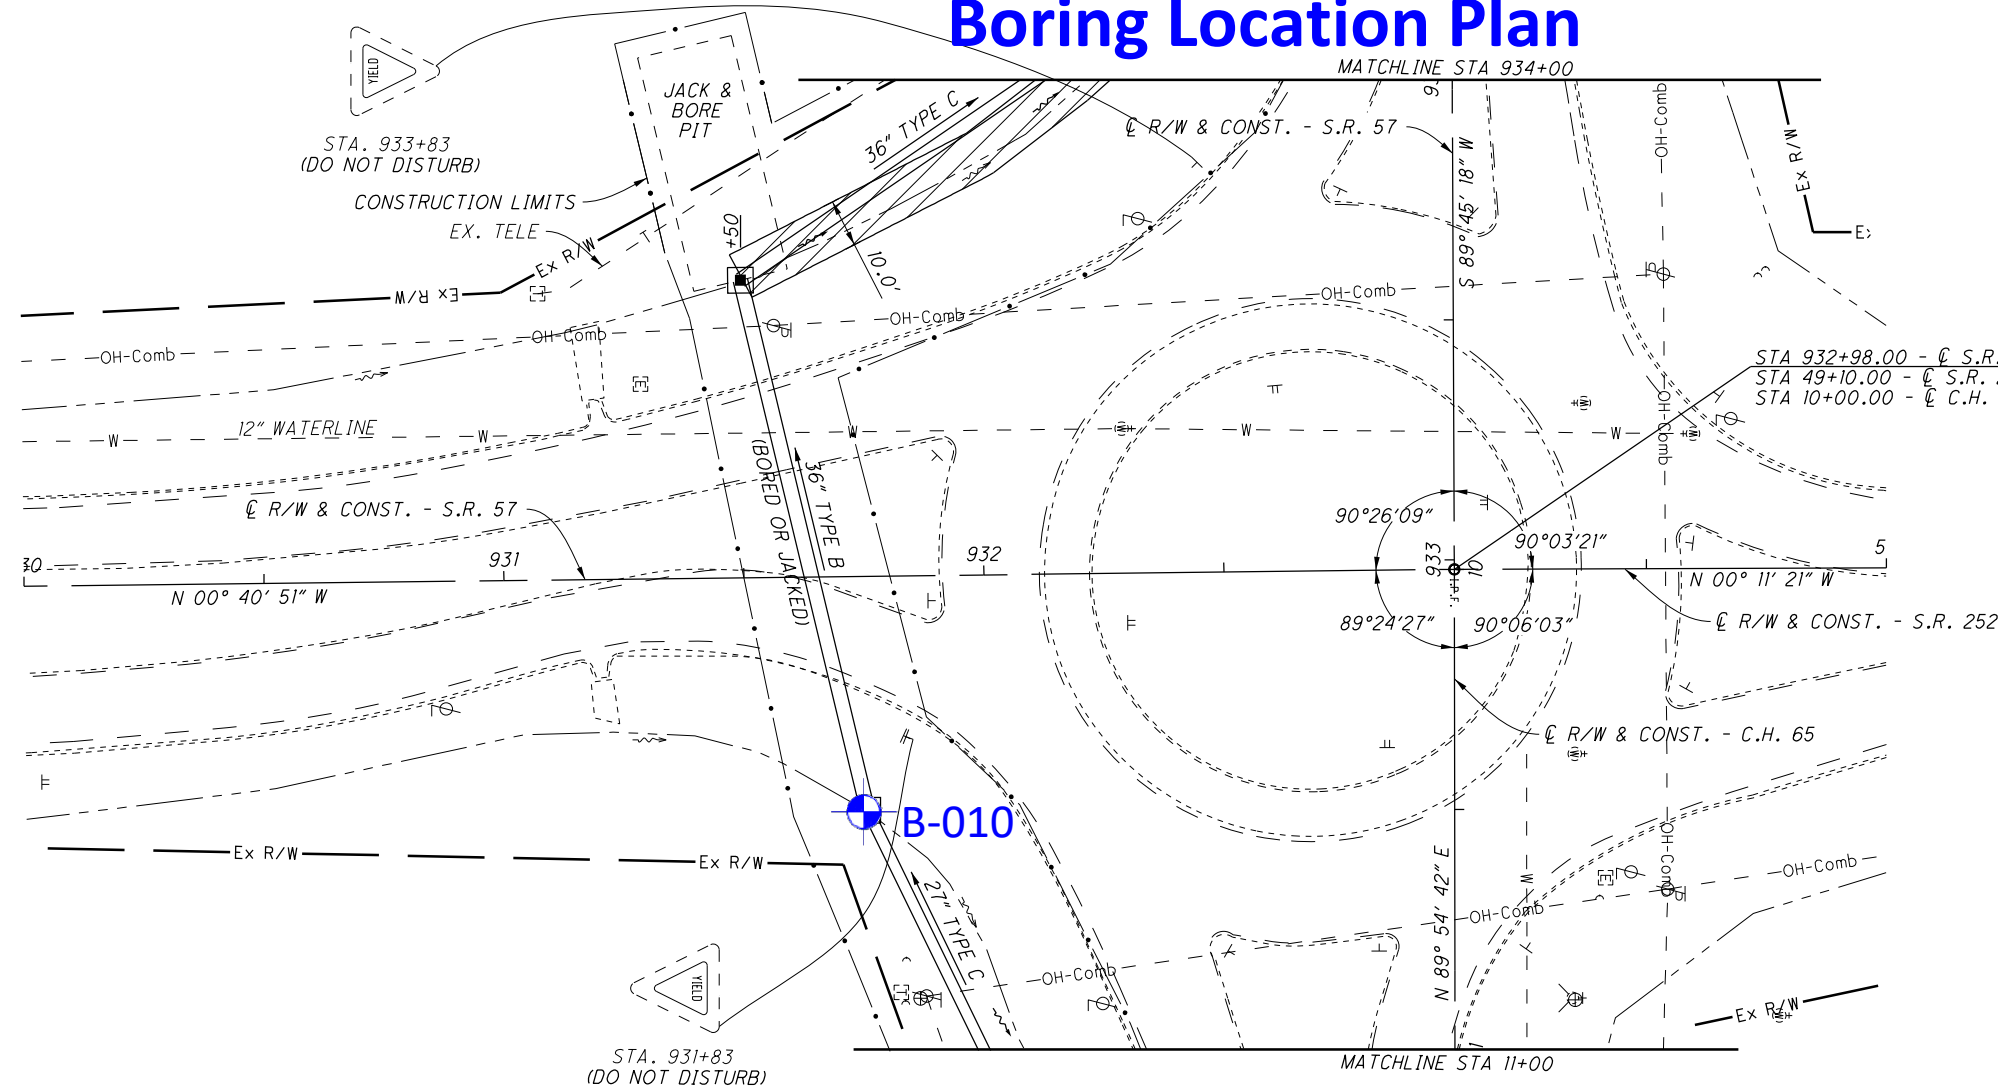 Boring Location Plan
MATCHLINE STA 934+00
YIELD
STA. 933+83
(DO NOT DISTURB)
JACK &
BORE
PIT
36" TYPE C
℄ R/W & CONST. - S.R. 57
OH-Comb
Ex R/W
S 89° 45' 18" W
CONSTRUCTION LIMITS
EX. TELE
+50
10.0'
Ex R/W
Ex R/W
OH-Comb
OH-Comb
OH-Comb
OH-Comb
STA 932+98.00 - ℄ S.R.
STA 49+10.00 - ℄ S.R.
STA 10+00.00 - ℄ C.H.
OH-Comb
12" WATERLINE
W
W
W
W
W
(BORED OR JACKED)
36" TYPE B
℄ R/W & CONST. - S.R. 57
90°26'09"
90°03'21"
931
932
933
10
I.P.F.
5
N 00° 40' 51" W
N 00° 11' 21" W
89°24'27"
90°06'03"
℄ R/W & CONST. - S.R. 252
℄ R/W & CONST. - C.H. 65
B-010
Ex R/W
Ex R/W
27" TYPE C
N 89° 54' 42" E
W
OH-Comb
OH-Comb
OH-Comb
OH-Comb
Ex R/W
YIELD
STA. 931+83
(DO NOT DISTURB)
MATCHLINE STA 11+00